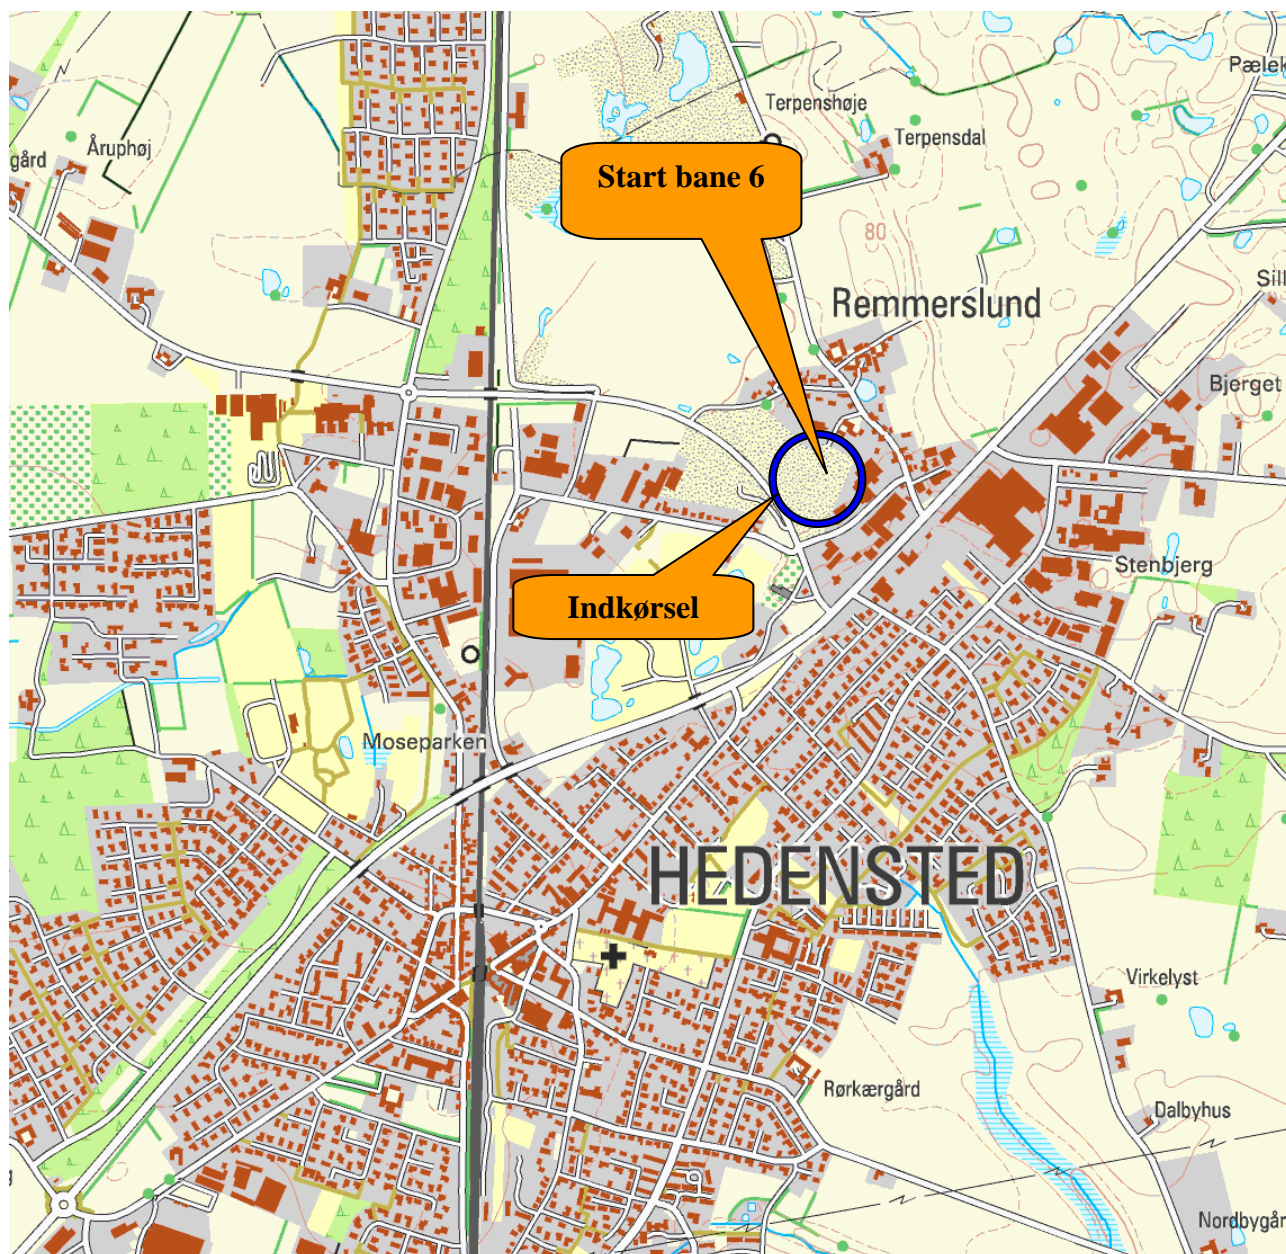 Pælek
Terpenshøje
Terpensdal
Åruphøj
gård
Start bane 6
80
Sill
Remmerslund
Bjerget
Stenbjerg
Indkørsel
Moseparken
HEDENSTED
Virkelyst
Rørkærgård
Dalbyhus
Nordbygår